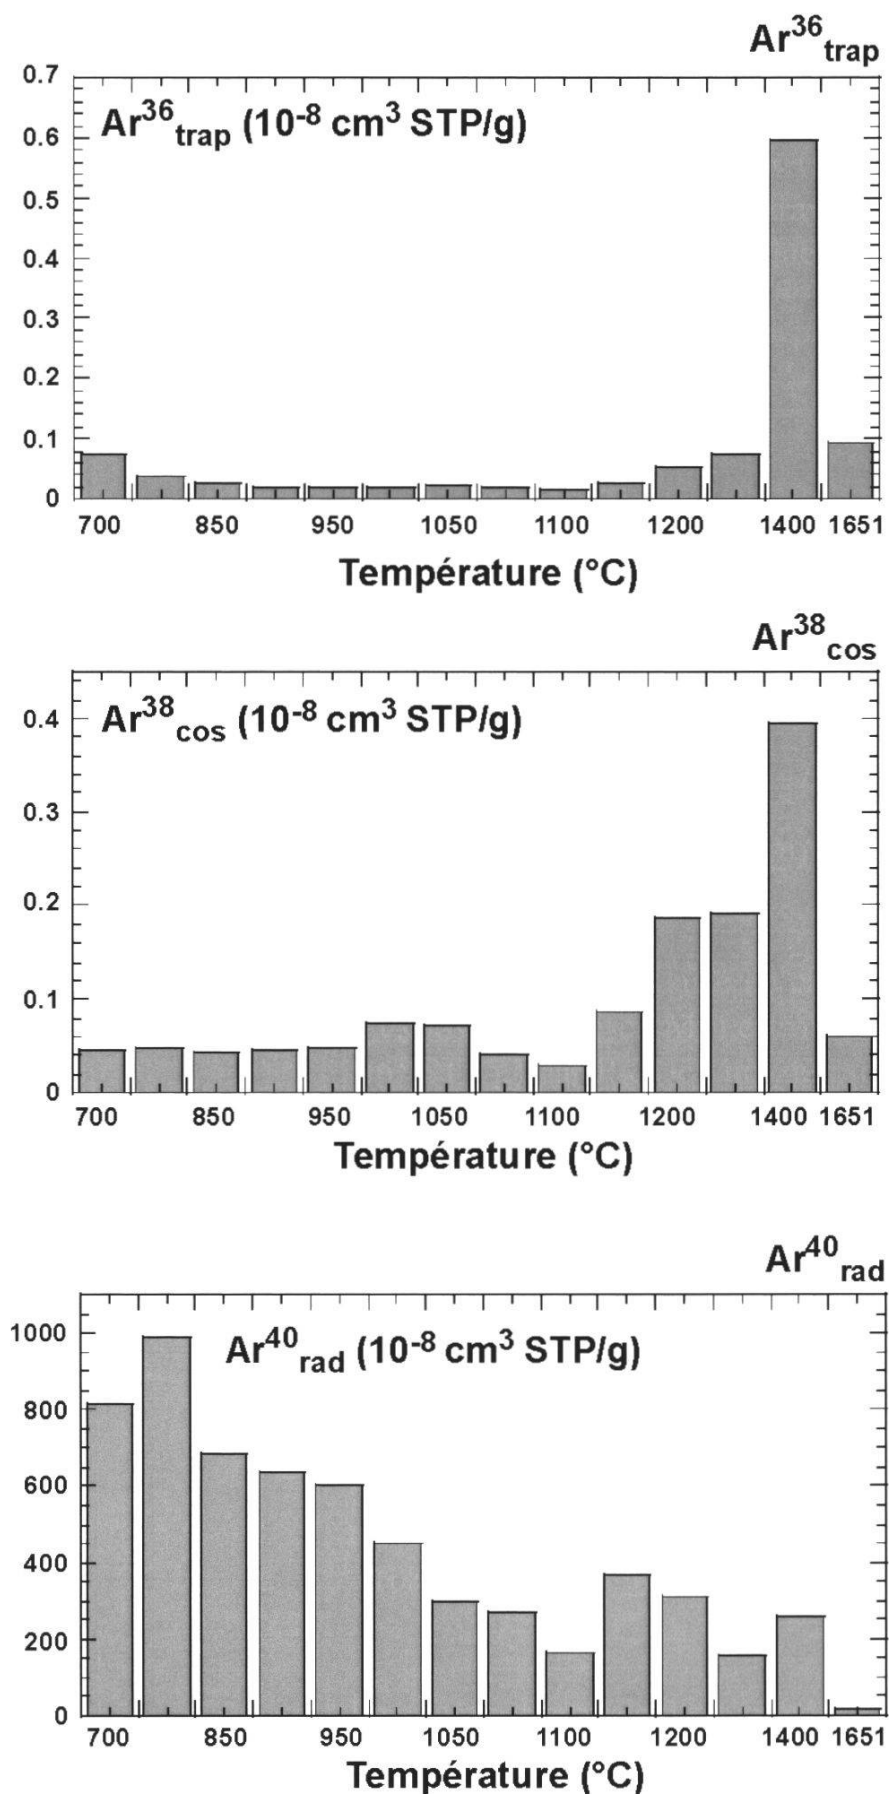 Ar³⁶trap
Ar³⁶trap (10⁻⁸ cm³ STP/g)
0.7
0.6
0.5
0.4
0.3
0.2
0.1
0
700 850 950 1050 1100 1200 1400 1651
Température (°C)
Ar³⁸cos
Ar³⁸cos (10⁻⁸ cm³ STP/g)
0.4
0.3
0.2
0.1
0
700 850 950 1050 1100 1200 1400 1651
Température (°C)
Ar⁴⁰rad
Ar⁴⁰rad (10⁻⁸ cm³ STP/g)
1000
800
600
400
200
0
700 850 950 1050 1100 1200 1400 1651
Température (°C)